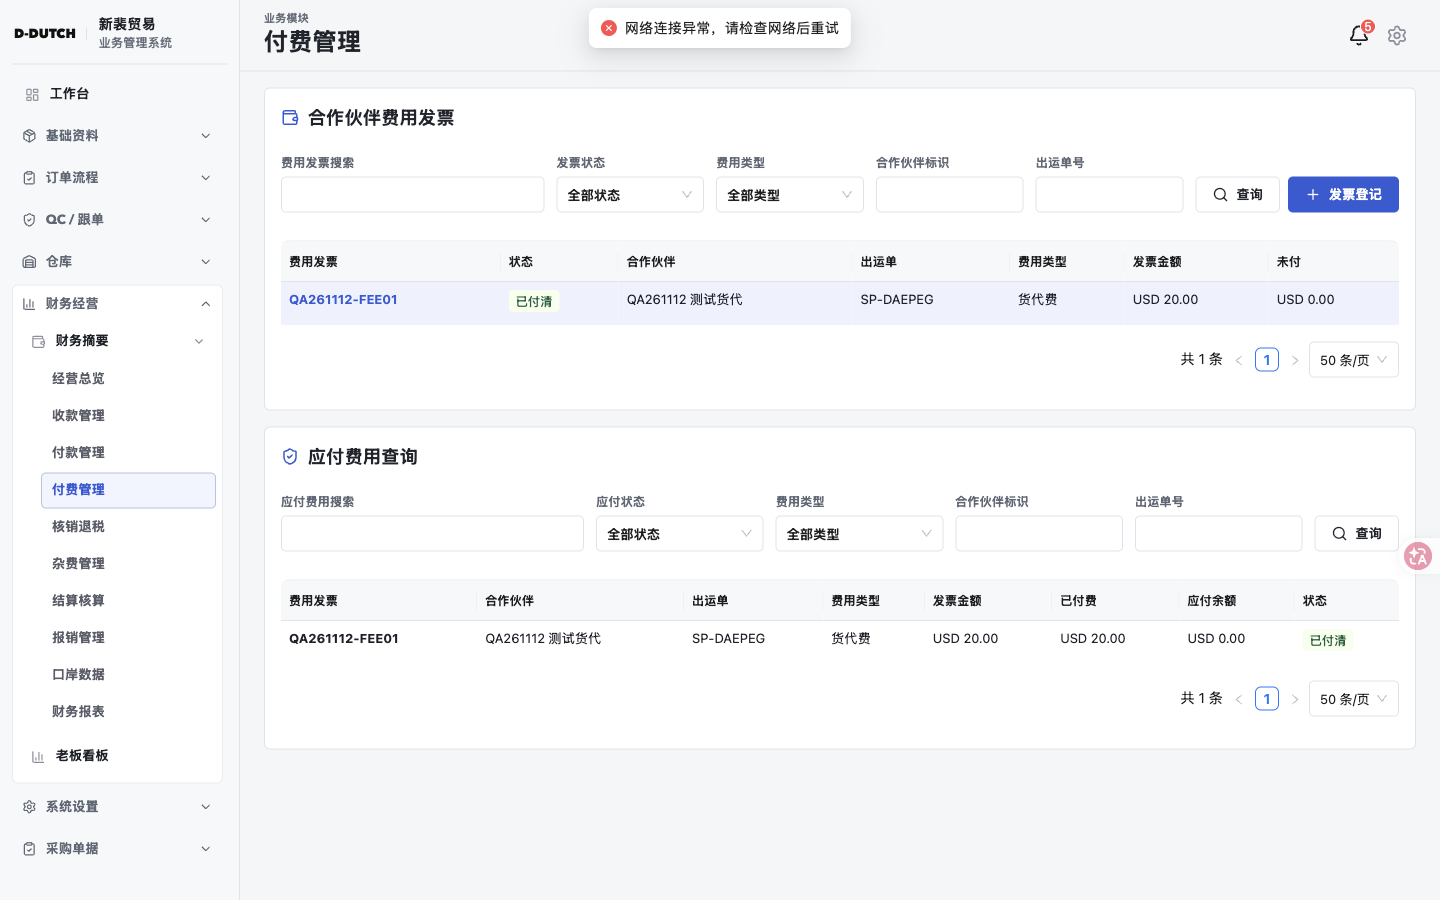 D-DUTCH
新裴贸易
业务管理系统
工作台
基础资料
订单流程
QC / 跟单
仓库
财务经营
财务摘要
经营总览
收款管理
付款管理
付费管理
核销退税
杂费管理
结算核算
报销管理
口岸数据
财务报表
老板看板
系统设置
采购单据
业务模块
付费管理
网络连接异常，请检查网络后重试
5
合作伙伴费用发票
费用发票搜索 发票状态 费用类型 合作伙伴标识 出运单号
全部状态 全部类型 查询 发票登记
费用发票 状态 合作伙伴 出运单 费用类型 发票金额 未付
QA261112-FEE01 已付清 QA261112 测试货代 SP-DAEPEG 货代费 USD 20.00 USD 0.00
共 1 条 1 50 条/页
应付费用查询
应付费用搜索 应付状态 费用类型 合作伙伴标识 出运单号
全部状态 全部类型 查询
费用发票 合作伙伴 出运单 费用类型 发票金额 已付费 应付余额 状态
QA261112-FEE01 QA261112 测试货代 SP-DAEPEG 货代费 USD 20.00 USD 20.00 USD 0.00 已付清
共 1 条 1 50 条/页